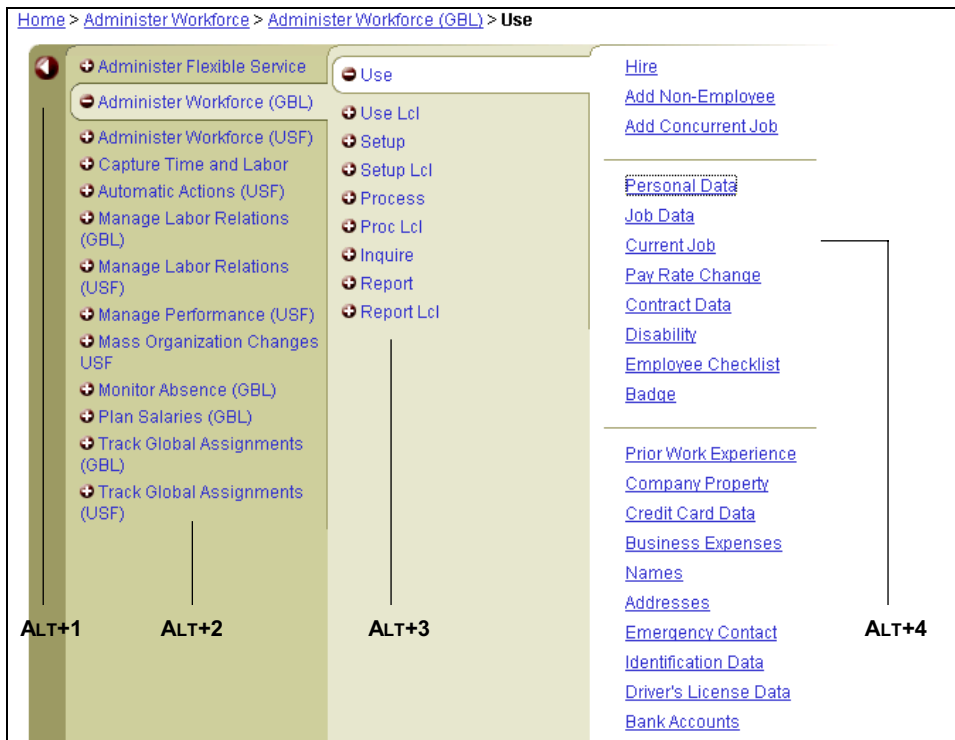 Home > Administer Workforce > Administer Workforce (GBL) > Use
Administer Flexible Service
Administer Workforce (GBL)
Administer Workforce (USF)
Capture Time and Labor
Automatic Actions (USF)
Manage Labor Relations
(GBL)
Manage Labor Relations
(USF)
Manage Performance (USF)
Mass Organization Changes
USF
Monitor Absence (GBL)
Plan Salaries (GBL)
Track Global Assignments
(GBL)
Track Global Assignments
(USF)
Use
Use Lcl
Setup
Setup Lcl
Process
Proc Lcl
Inquire
Report
Report Lcl
Hire
Add Non-Employee
Add Concurrent Job
Personal Data
Job Data
Current Job
Pay Rate Change
Contract Data
Disability
Employee Checklist
Badge
Prior Work Experience
Company Property
Credit Card Data
Business Expenses
Names
Addresses
Emergency Contact
Identification Data
Driver's License Data
Bank Accounts
ALT+1
ALT+2
ALT+3
ALT+4